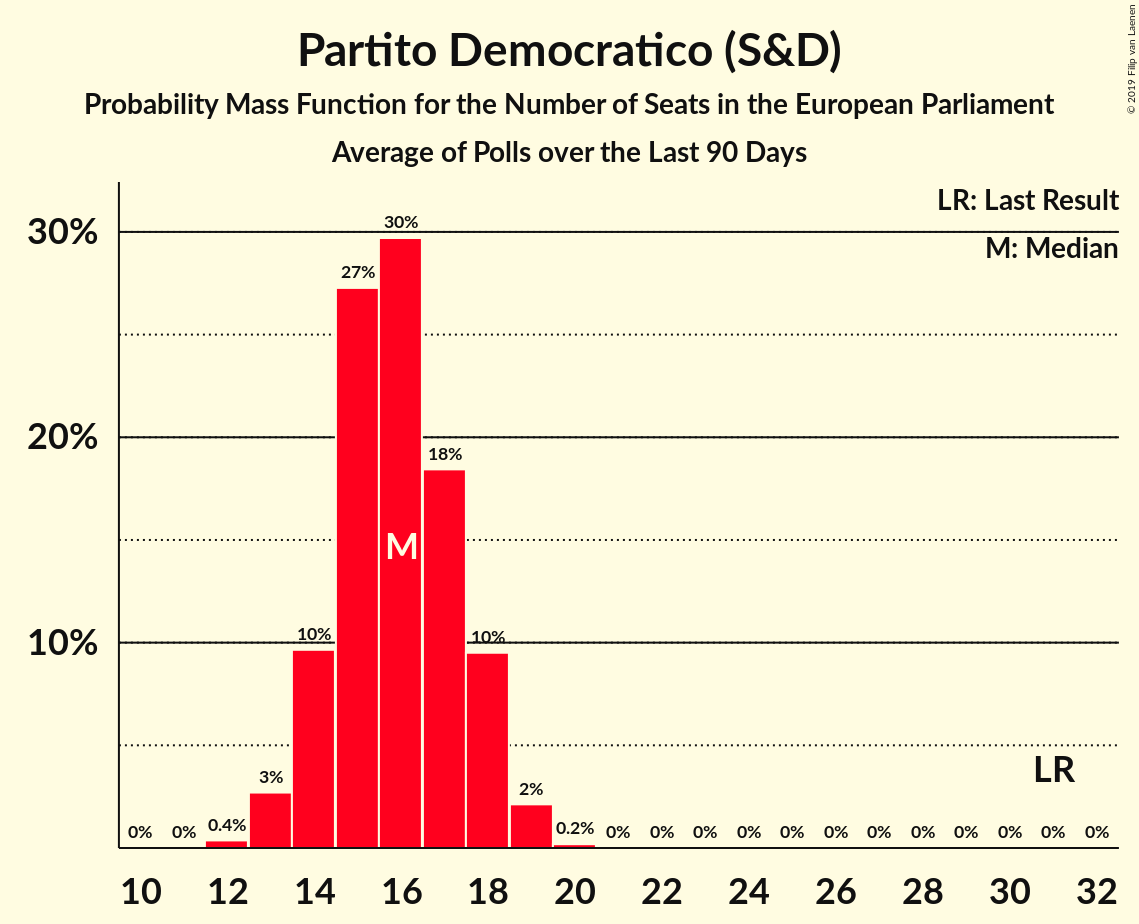 Partito Democratico (S&D)
Probability Mass Function for the Number of Seats in the European Parliament
Average of Polls over the Last 90 Days
© 2019 Filip van Laenen
LR: Last Result
M: Median
30%
20%
10%
0% 0% 0.4% 3% 10% 27% 30% 18% 10% 2% 0.2% 0% 0% 0% 0% 0% 0% 0% 0% 0% 0% 0% 0%
M
LR
10 12 14 16 18 20 22 24 26 28 30 32